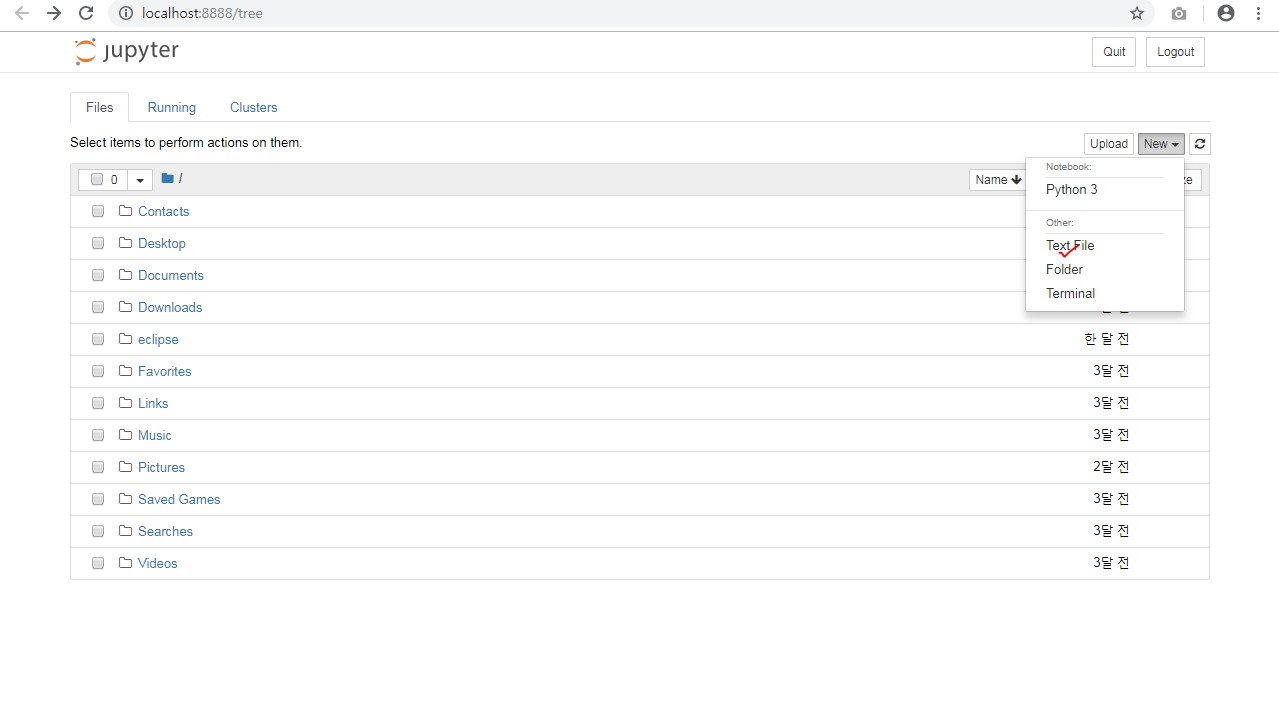 localhost:8888/tree
jupyter
Quit
Logout
Files
Running
Clusters
Select items to perform actions on them.
Upload
New
0
/
Name
ze
Notebook:
Python 3
Other:
Text File
Folder
Terminal
Contacts
Desktop
Documents
Downloads
eclipse
한 달 전
Favorites
3달 전
Links
3달 전
Music
3달 전
Pictures
2달 전
Saved Games
3달 전
Searches
3달 전
Videos
3달 전